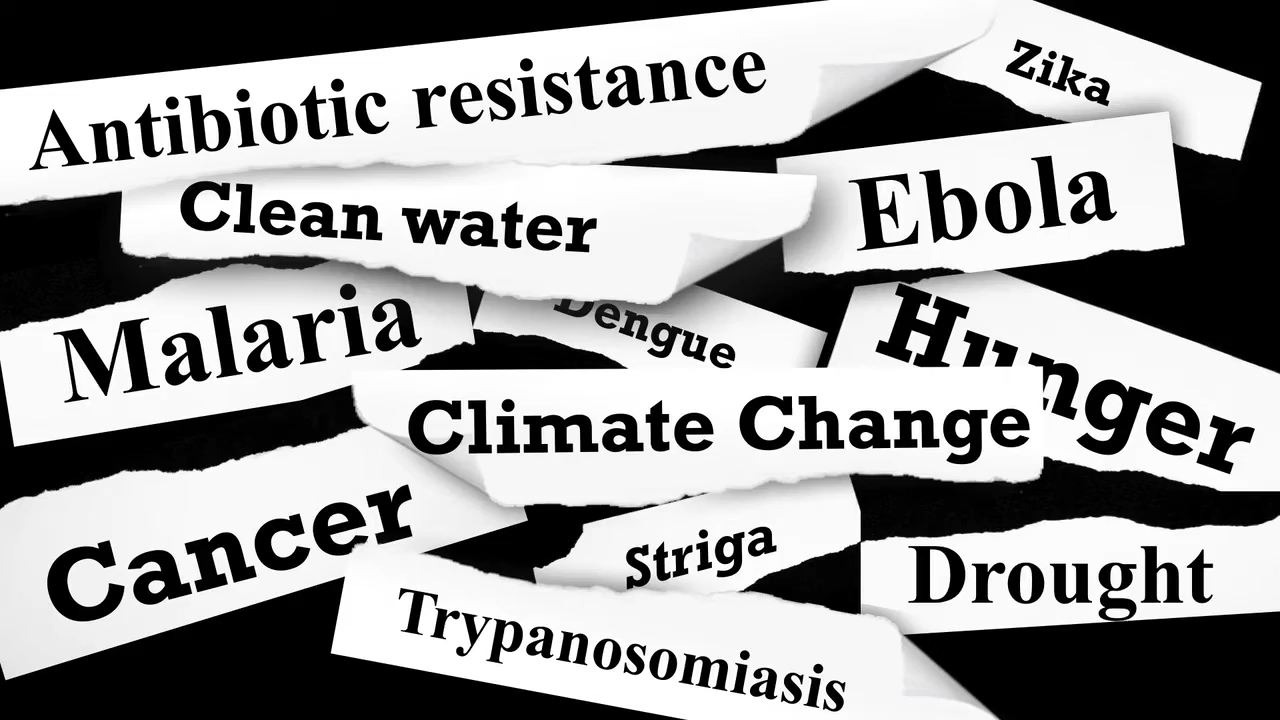 Antibiotic resistance
Zika
Clean water
Ebola
Malaria
Dengue
Hunger
Climate Change
Cancer
Striga
Drought
Trypanosomiasis